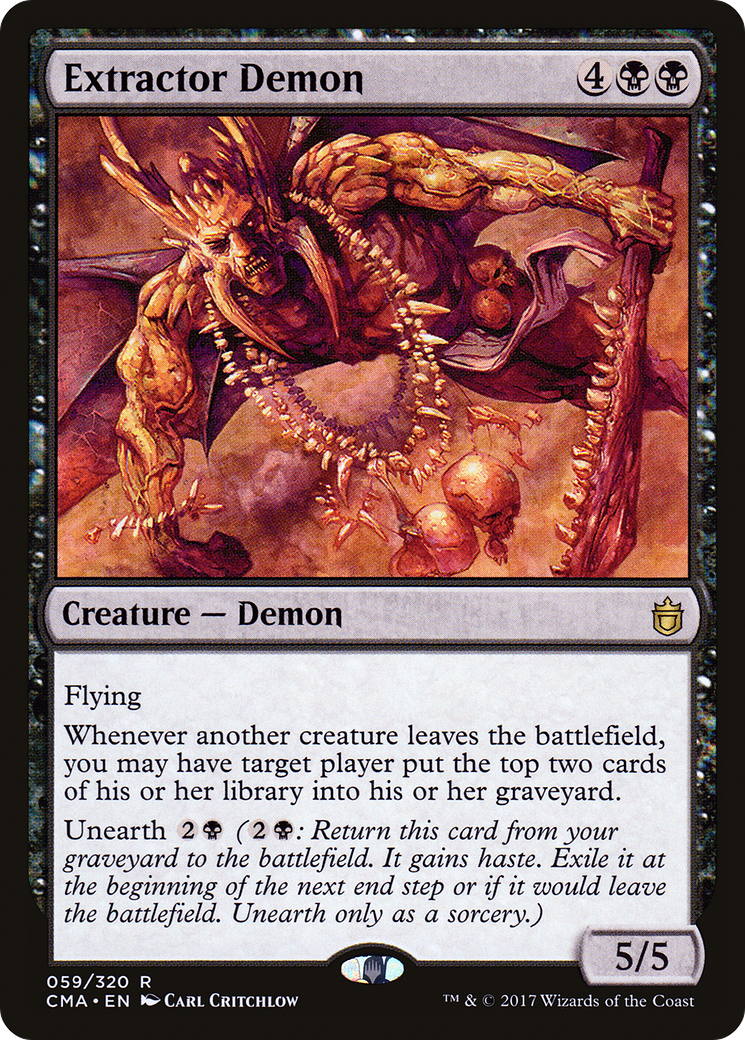 Extractor Demon 4
Creature — Demon
Flying
Whenever another creature leaves the battlefield,
you may have target player put the top two cards
of his or her library into his or her graveyard.
Unearth 2 (2 : Return this card from your
graveyard to the battlefield. It gains haste. Exile it at
the beginning of the next end step or if it would leave
the battlefield. Unearth only as a sorcery.)
5/5
059/320 R
CMA • EN Carl Critchlow
™ & © 2017 Wizards of the Coast